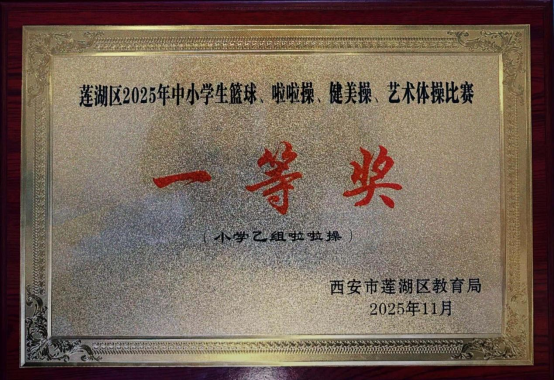 莲湖区2025年中小学生篮球、啦啦操、健美操、艺术体操比赛
一等奖
(小学乙组啦啦操)
西安市莲湖区教育局
2025年11月